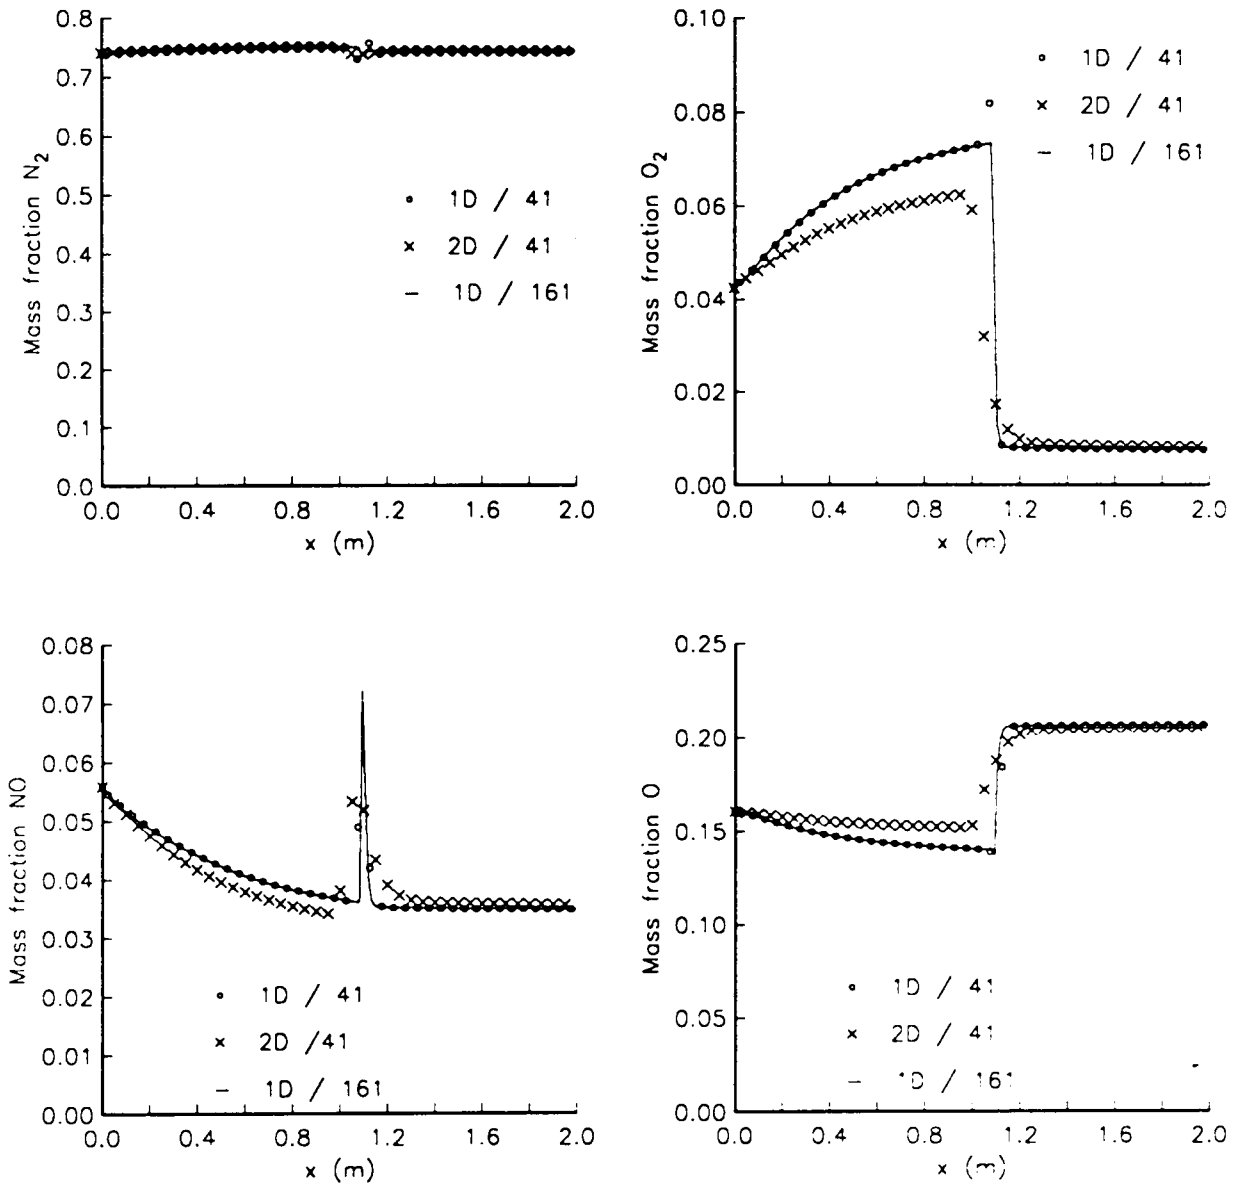 0.8
0.7
0.6
0.5
0.4
0.3
0.2
0.1
0.0
Mass fraction N2
1D / 41
2D / 41
1D / 161
0.0 0.4 0.8 1.2 1.6 2.0
x (m)
0.10
0.08
0.06
0.04
0.02
0.00
Mass fraction O2
1D / 41
2D / 41
1D / 161
0.0 0.4 0.8 1.2 1.6 2.0
x (m)
0.08
0.07
0.06
0.05
0.04
0.03
0.02
0.01
0.00
Mass fraction NO
1D / 41
2D /41
1D / 161
0.0 0.4 0.8 1.2 1.6 2.0
x (m)
0.25
0.20
0.15
0.10
0.05
0.00
Mass fraction O
1D / 41
2D / 41
1D / 161
0.0 0.4 0.8 1.2 1.6 2.0
x (m)